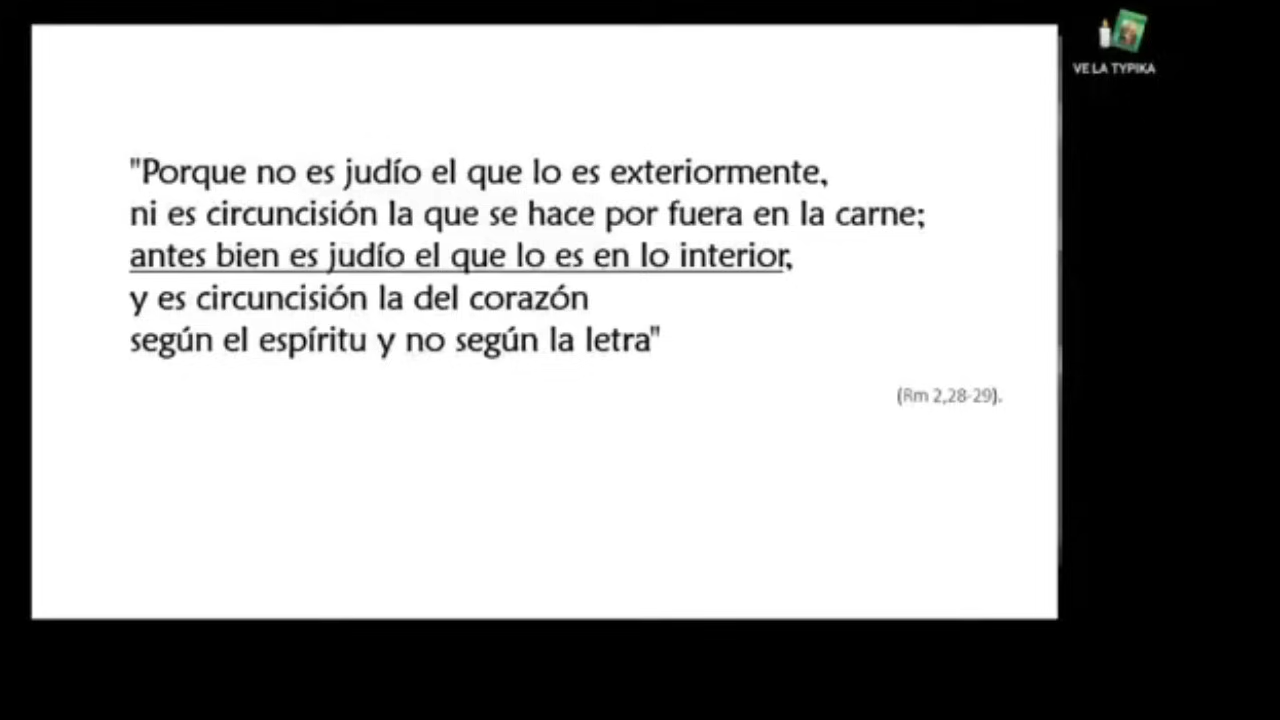 VE LA TYPIKA
"Porque no es judío el que lo es exteriormente,
ni es circuncisión la que se hace por fuera en la carne;
antes bien es judío el que lo es en lo interior,
y es circuncisión la del corazón
según el espíritu y no según la letra"
(Rm 2,28-29).